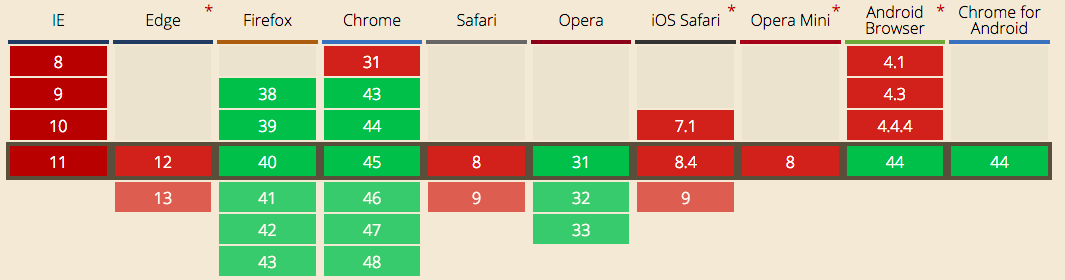 IE Edge * Firefox Chrome Safari Opera iOS Safari * Opera Mini * Android Browser * Chrome for Android
8 31 4.1
9 38 43 4.3
10 39 44 7.1 4.4.4
11 12 40 45 8 31 8.4 8 44 44
13 41 46 9 32 9
42 47 33
43 48